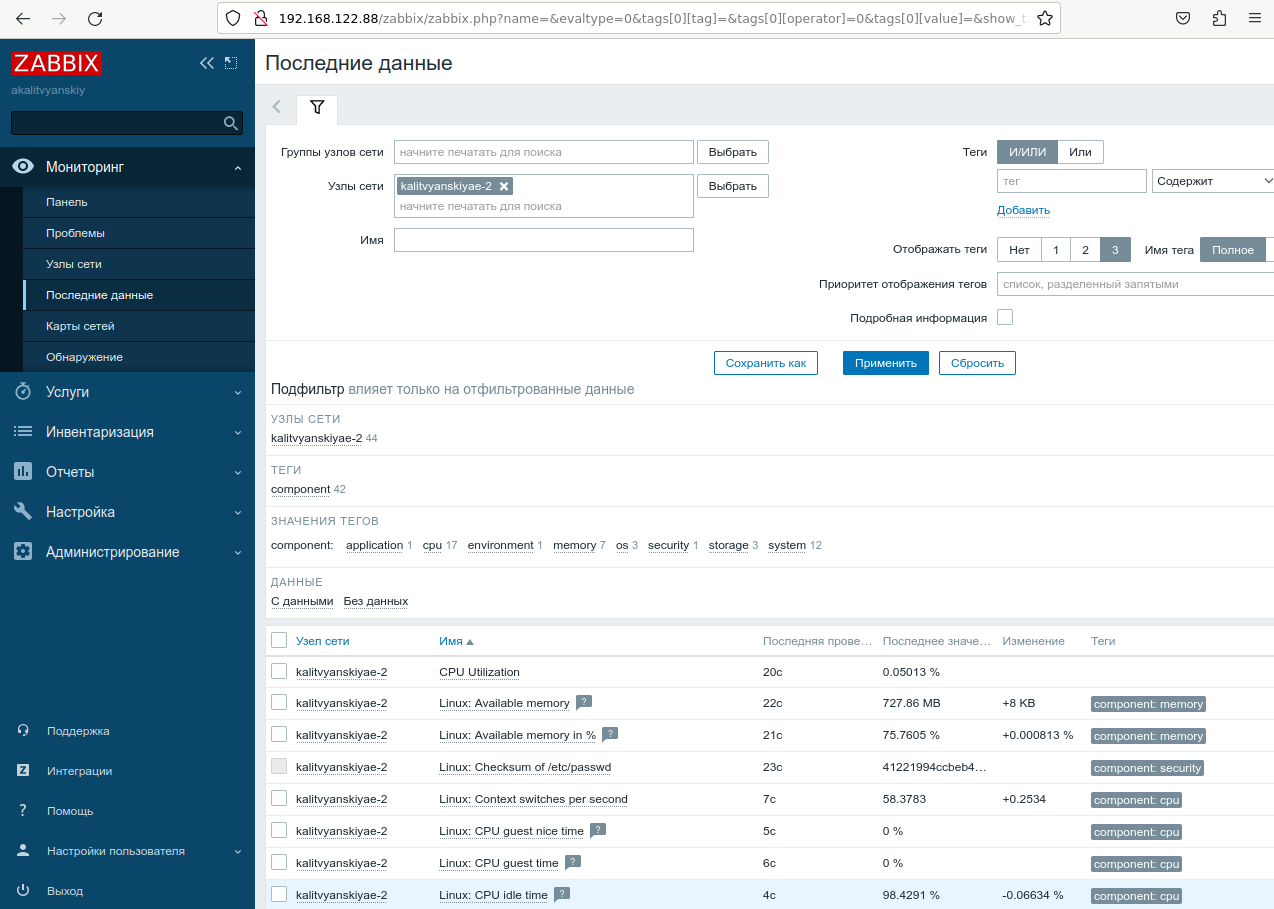 192.168.122.88/zabbix/zabbix.php?name=&evaltype=0&tags[0][tag]=&tags[0][operator]=0&tags[0][value]=&show_t
ZABBIX
akalitvyanskiy
Мониторинг
Панель
Проблемы
Узлы сети
Последние данные
Карты сетей
Обнаружение
Услуги
Инвентаризация
Отчеты
Настройка
Администрирование
Поддержка
Интеграции
Помощь
Настройки пользователя
Выход
Последние данные
Группы узлов сети начните печатать для поиска Выбрать
Узлы сети kalitvyanskiyae-2 Выбрать
начните печатать для поиска
Имя
Теги И/ИЛИ Или
тег Содержит
Добавить
Отображать теги Нет 1 2 3 Имя тега Полное
Приоритет отображения тегов список, разделенный запятыми
Подробная информация
Сохранить как Применить Сбросить
Подфильтр влияет только на отфильтрованные данные
УЗЛЫ СЕТИ
kalitvyanskiyae-2 44
ТЕГИ
component 42
ЗНАЧЕНИЯ ТЕГОВ
component: application 1 cpu 17 environment 1 memory 7 os 3 security 1 storage 3 system 12
ДАННЫЕ
С данными Без данных
Узел сети Имя Последняя прове… Последнее значе… Изменение Теги
kalitvyanskiyae-2 CPU Utilization 20с 0.05013 %
kalitvyanskiyae-2 Linux: Available memory ? 22с 727.86 MB +8 KB component: memory
kalitvyanskiyae-2 Linux: Available memory in % ? 21с 75.7605 % +0.000813 % component: memory
kalitvyanskiyae-2 Linux: Checksum of /etc/passwd 23с 41221994ccbeb4… component: security
kalitvyanskiyae-2 Linux: Context switches per second 7с 58.3783 +0.2534 component: cpu
kalitvyanskiyae-2 Linux: CPU guest nice time ? 5с 0 % component: cpu
kalitvyanskiyae-2 Linux: CPU guest time ? 6с 0 % component: cpu
kalitvyanskiyae-2 Linux: CPU idle time ? 4с 98.4291 % -0.06634 % component: cpu